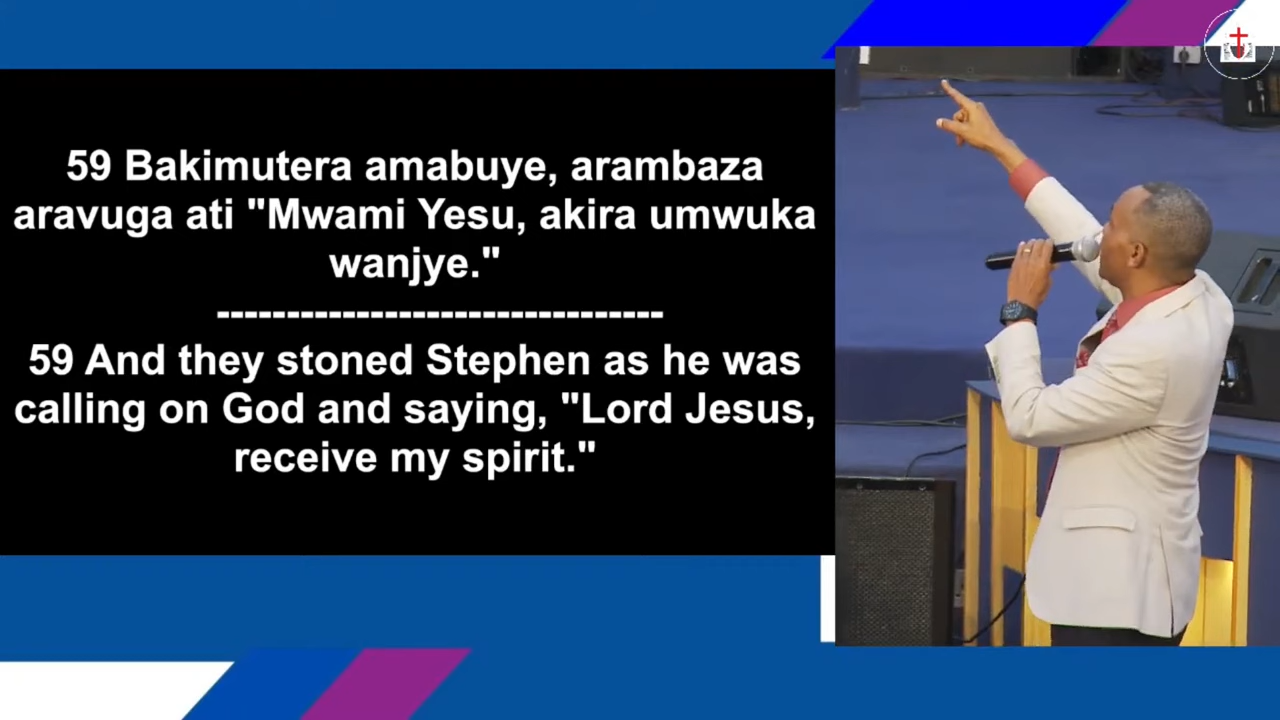 59 Bakimutera amabuye, arambaza
aravuga ati "Mwami Yesu, akira umwuka
wanjye."
--------------------------------
59 And they stoned Stephen as he was
calling on God and saying, "Lord Jesus,
receive my spirit."